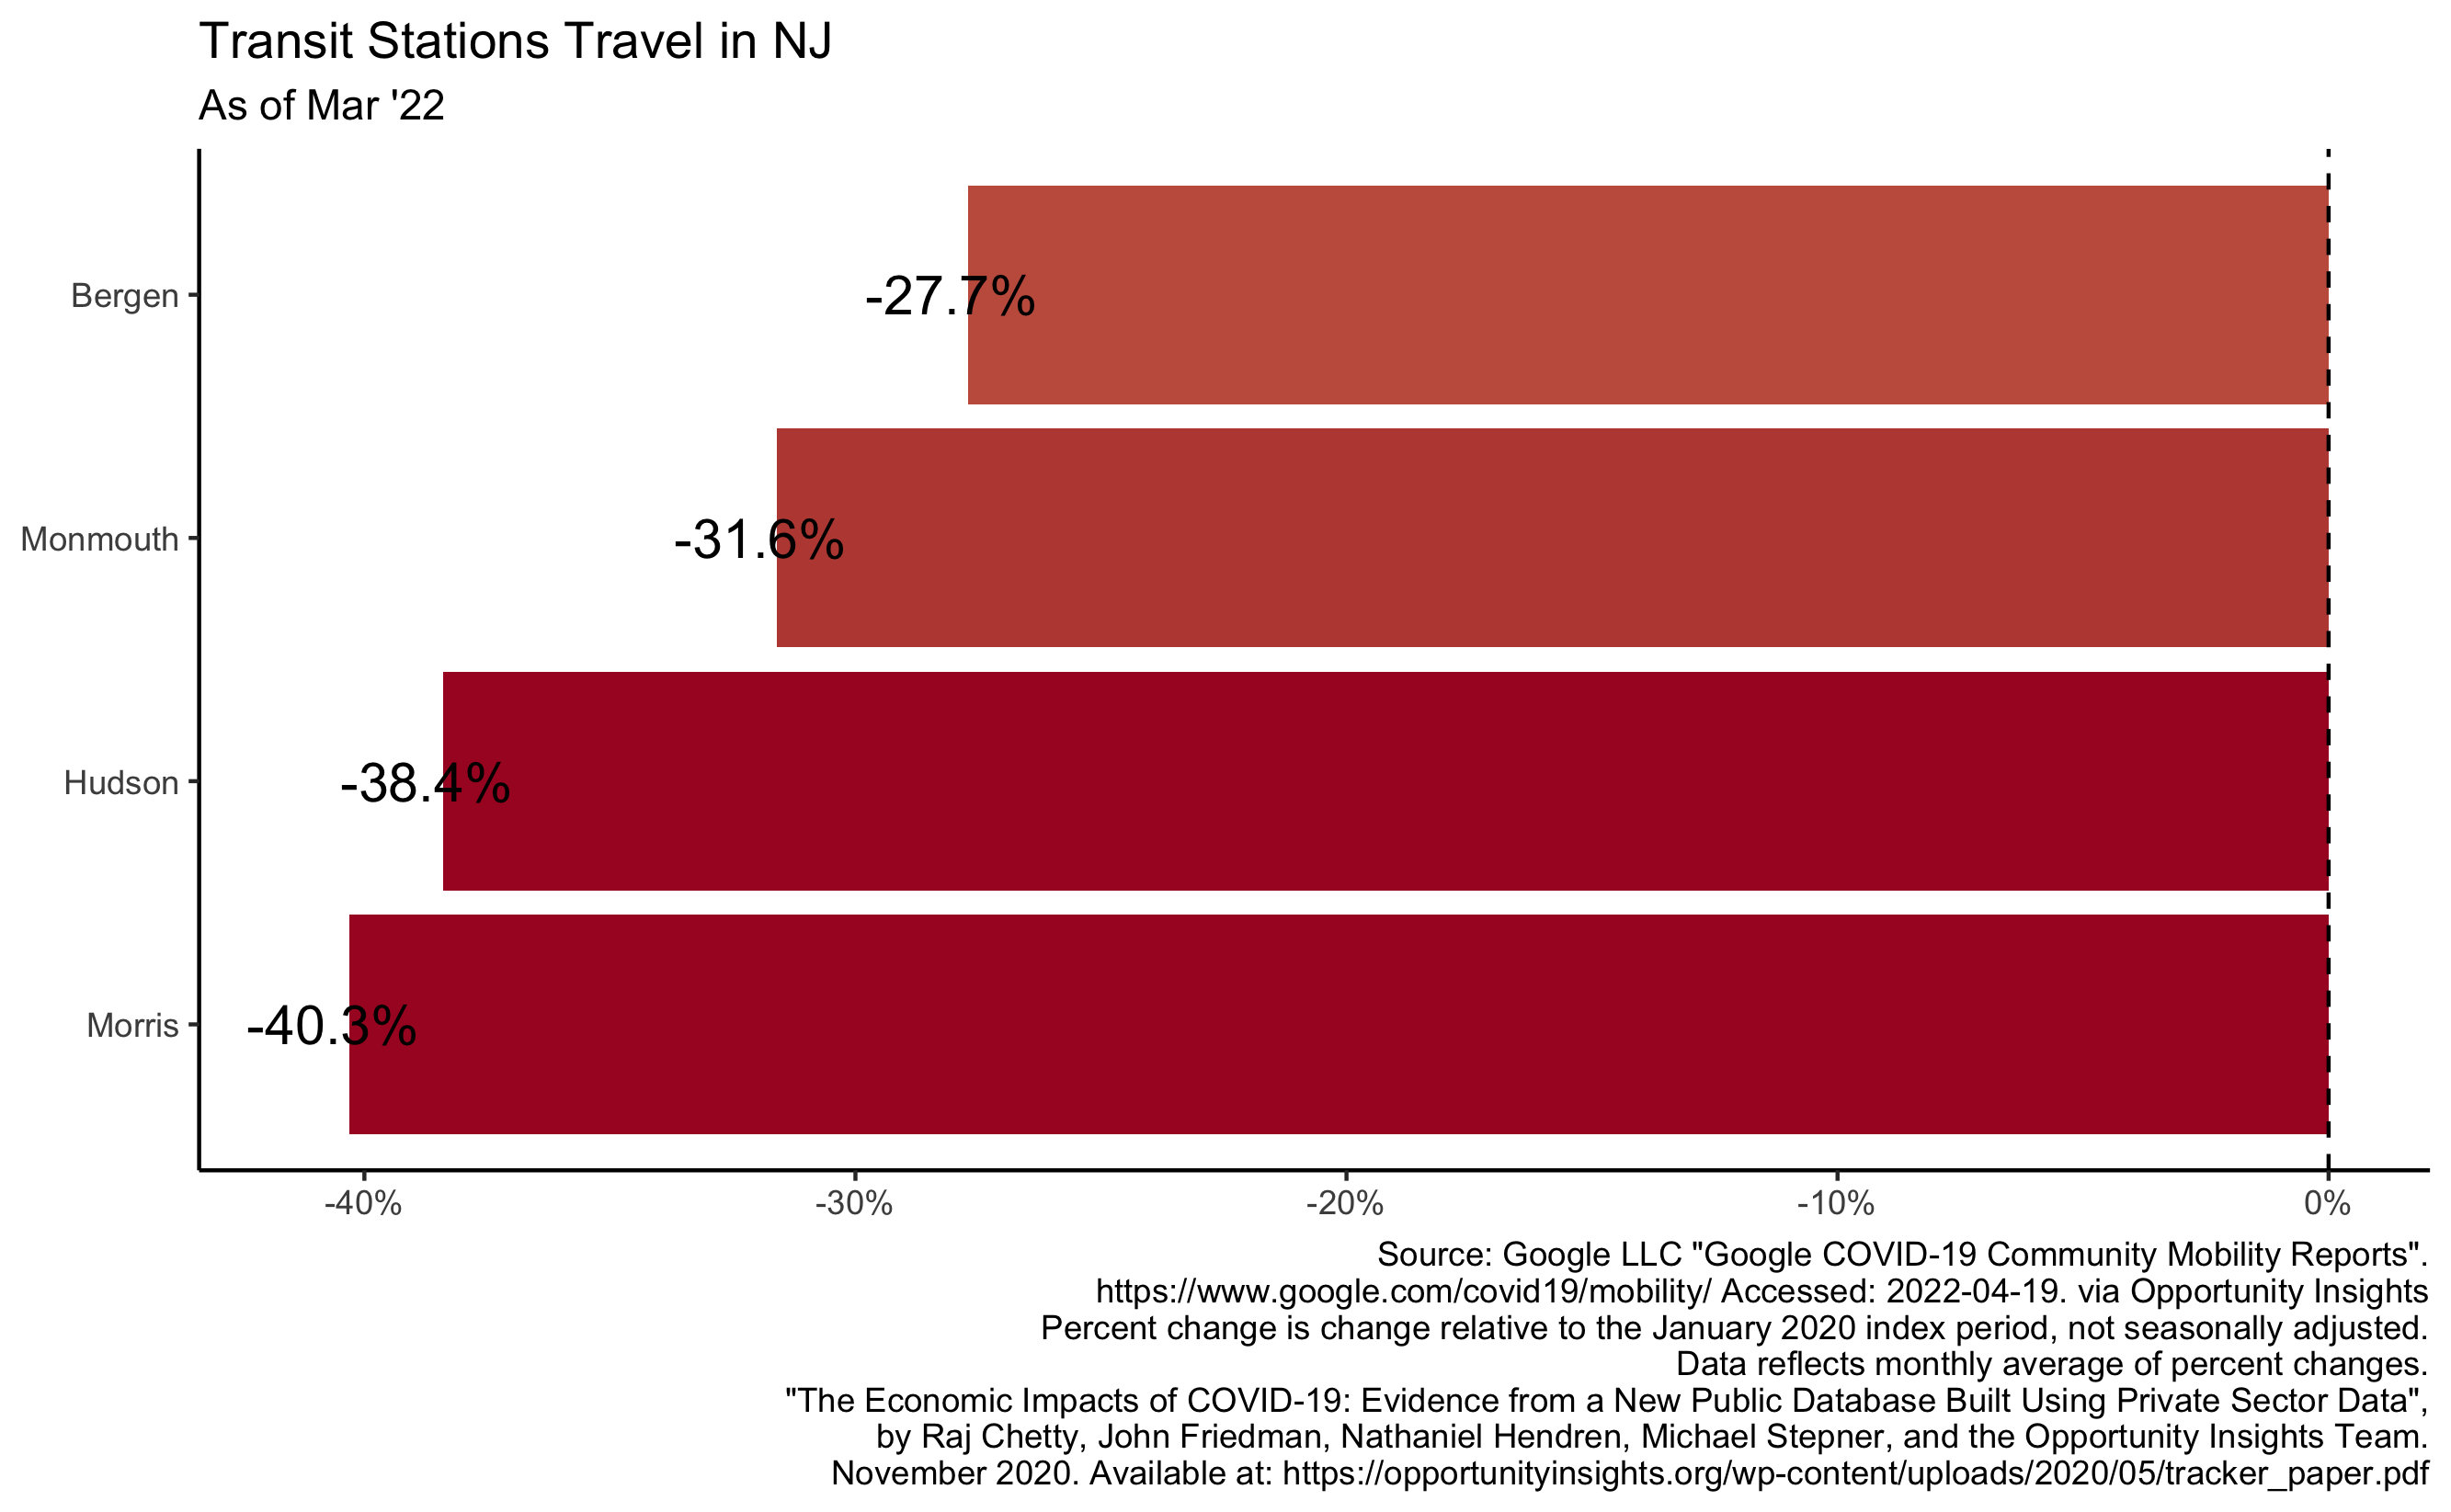 Transit Stations Travel in NJ
As of Mar '22
Bergen
-27.7%
Monmouth
-31.6%
Hudson
-38.4%
Morris
-40.3%
-40%
-30%
-20%
-10%
0%
Source: Google LLC "Google COVID-19 Community Mobility Reports".
https://www.google.com/covid19/mobility/ Accessed: 2022-04-19. via Opportunity Insights
Percent change is change relative to the January 2020 index period, not seasonally adjusted.
Data reflects monthly average of percent changes.
"The Economic Impacts of COVID-19: Evidence from a New Public Database Built Using Private Sector Data",
by Raj Chetty, John Friedman, Nathaniel Hendren, Michael Stepner, and the Opportunity Insights Team.
November 2020. Available at: https://opportunityinsights.org/wp-content/uploads/2020/05/tracker_paper.pdf